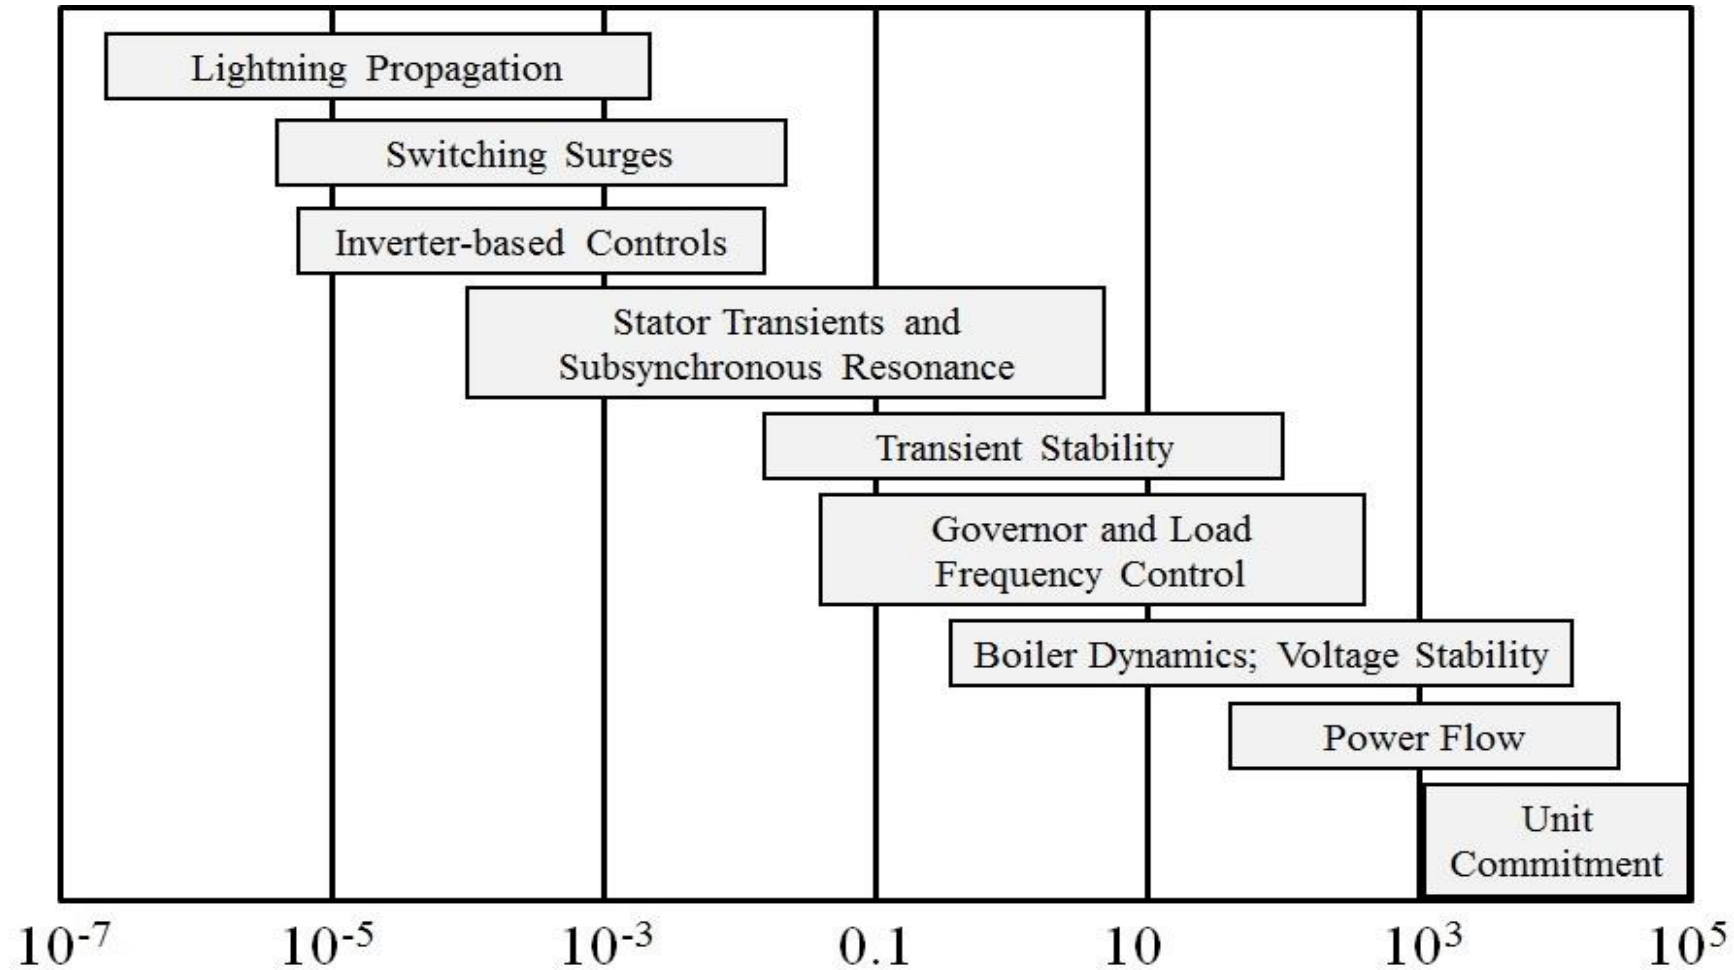 Lightning Propagation
Switching Surges
Inverter-based Controls
Stator Transients and
Subsynchronous Resonance
Transient Stability
Governor and Load
Frequency Control
Boiler Dynamics; Voltage Stability
Power Flow
Unit
Commitment
10⁻⁷ 10⁻⁵ 10⁻³ 0.1 10 10³ 10⁵